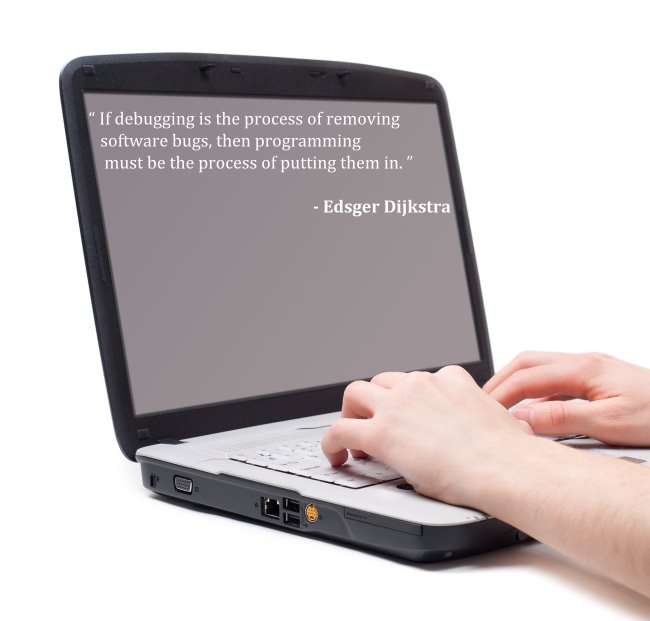 “ If debugging is the process of removing
software bugs, then programming
must be the process of putting them in. ”
- Edsger Dijkstra